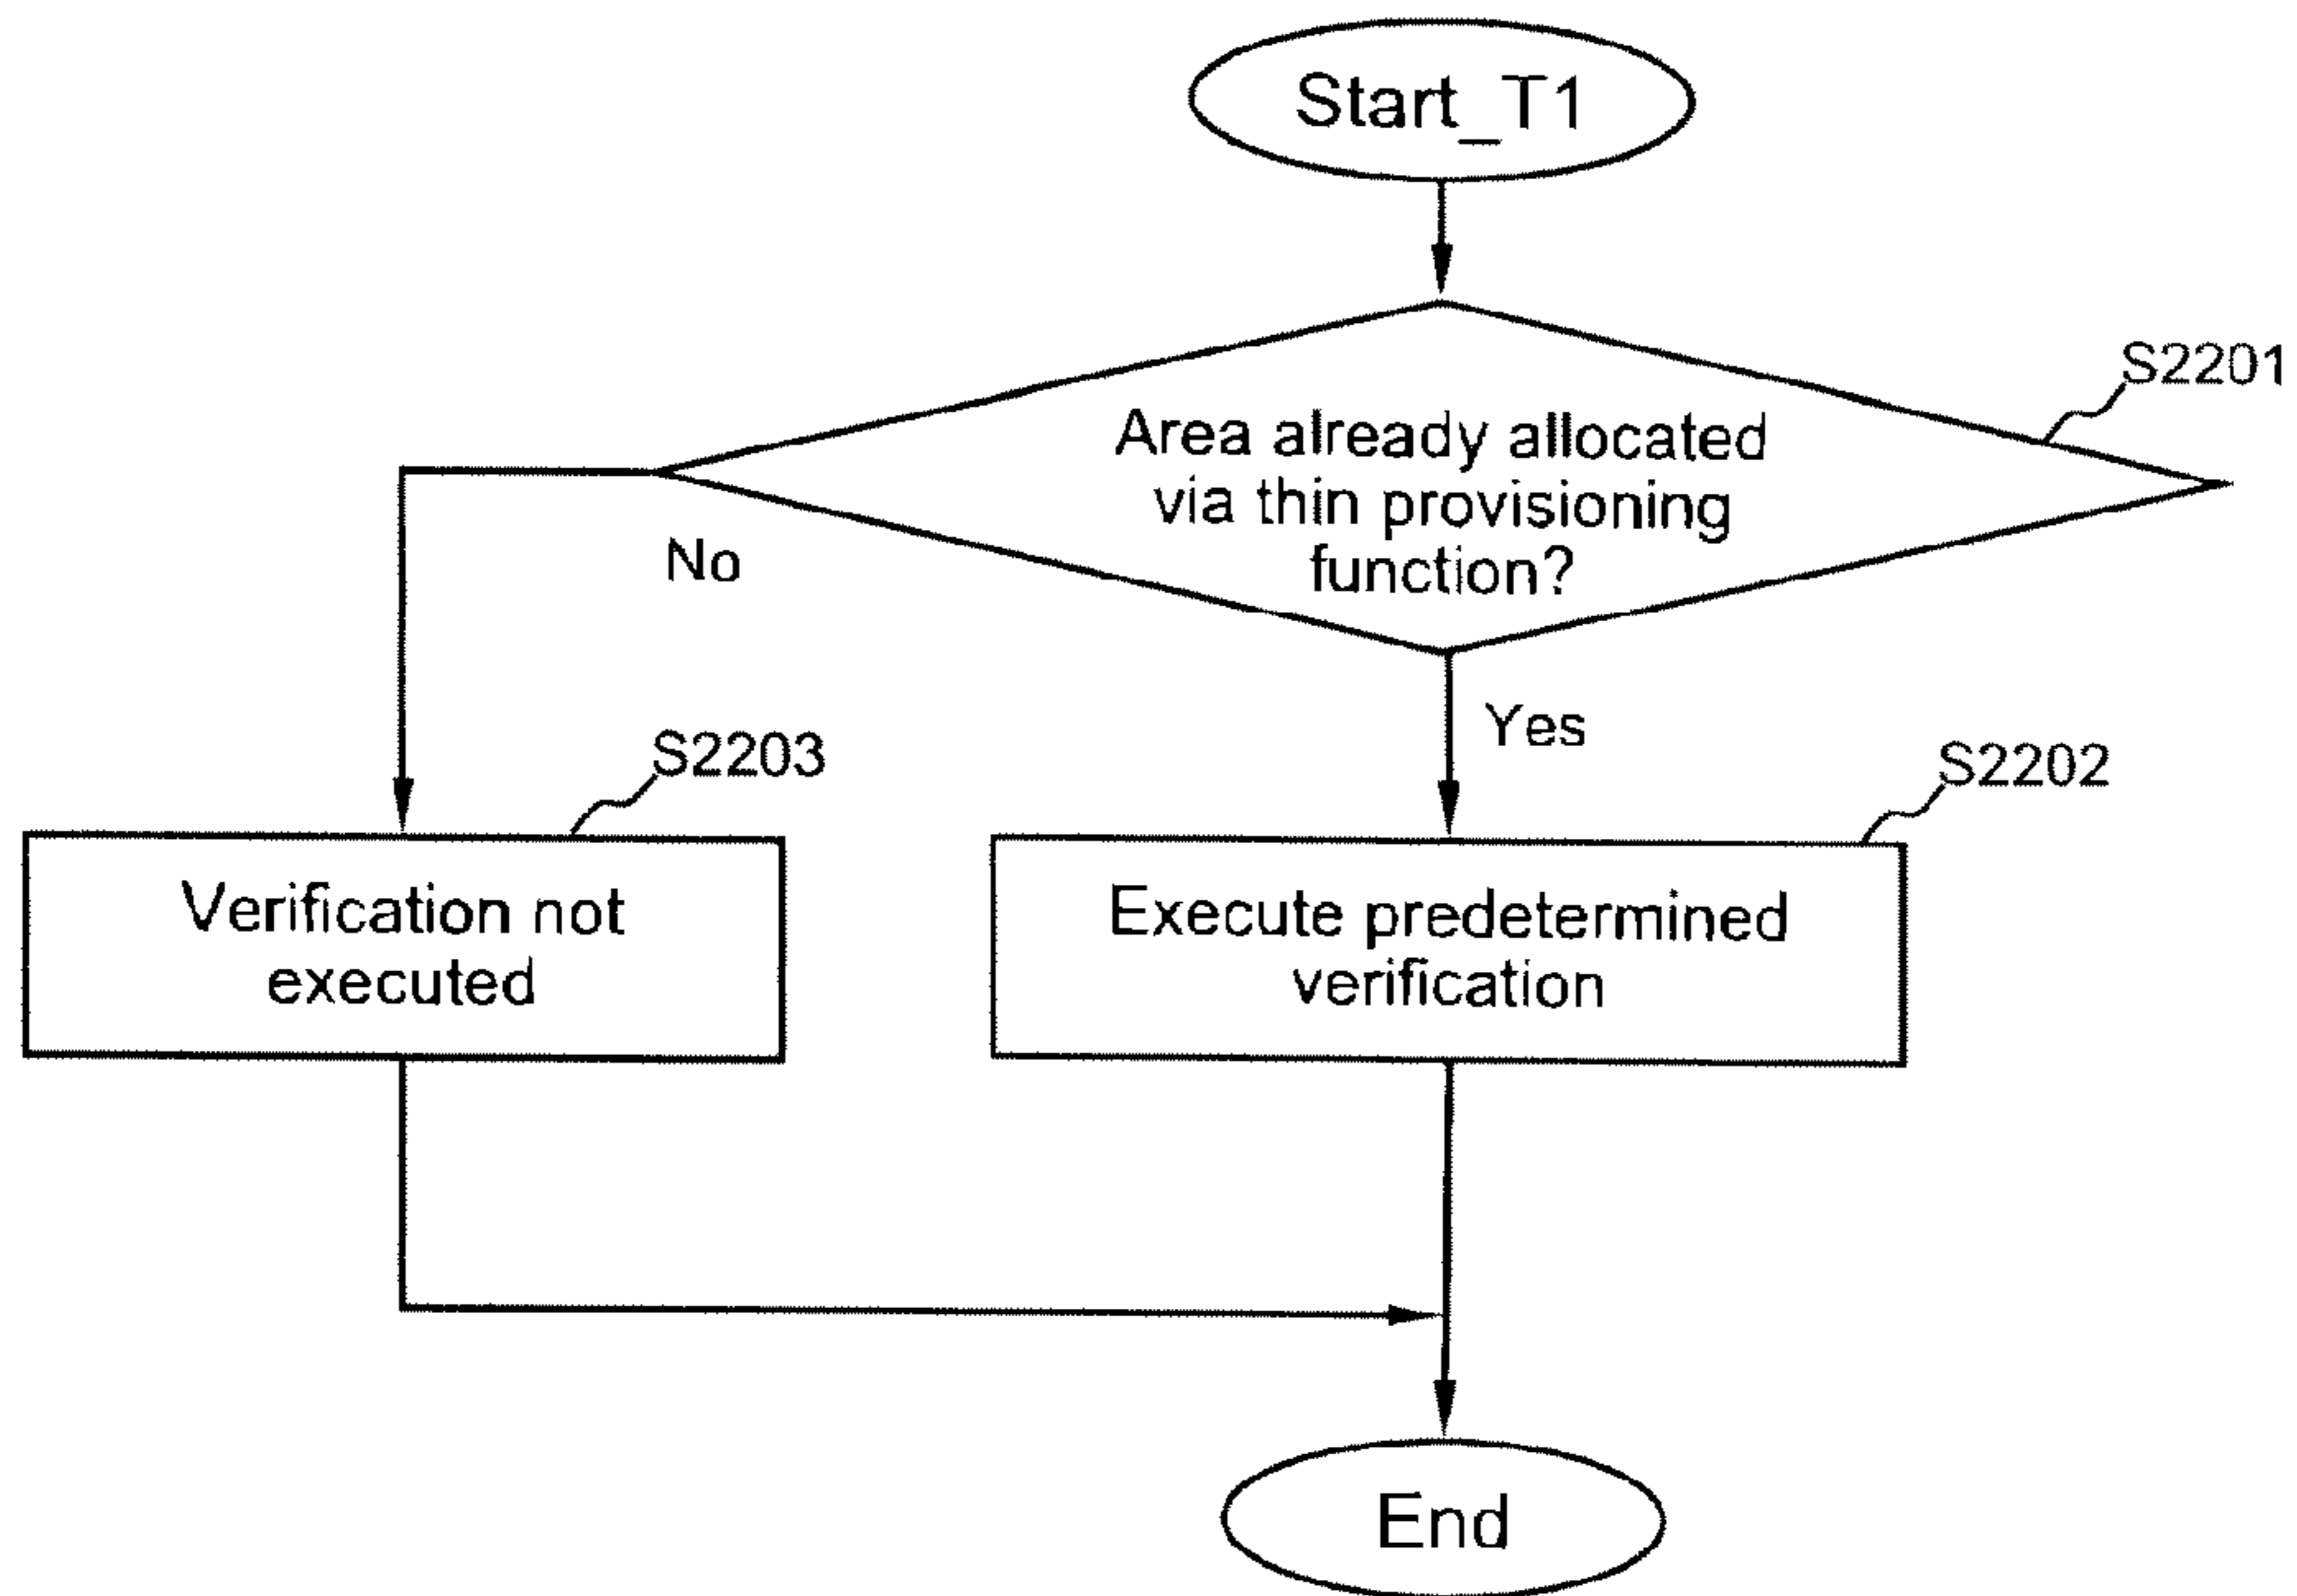 Start_T1
S2201
Area already allocated
via thin provisioning
function?
No
Yes
S2203
S2202
Verification not
executed
Execute predetermined
verification
End